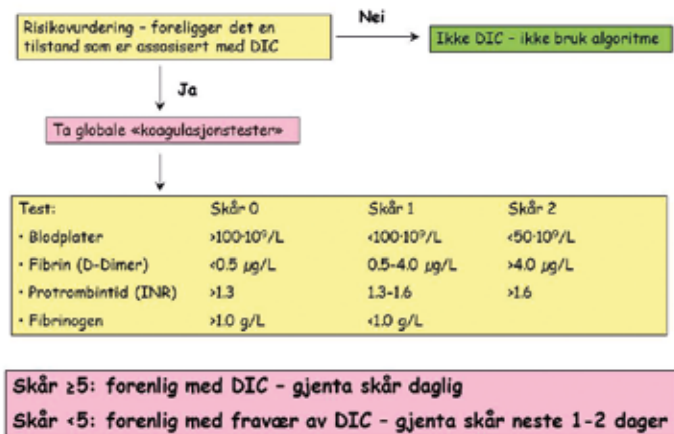 Risikovurdering – foreligger det en
tilstand som er assosisert med DIC
Nei
Ikke DIC – ikke bruk algoritme
Ja
Ta globale «koagulasjonstester»
Test: Skår 0 Skår 1 Skår 2
• Blodplater >100·10⁹/L <100·10⁹/L <50·10⁹/L
• Fibrin (D-Dimer) <0.5 µg/L 0.5-4.0 µg/L >4.0 µg/L
• Protrombintid (INR) >1.3 1.3-1.6 >1.6
• Fibrinogen >1.0 g/L <1.0 g/L
Skår ≥5: forenlig med DIC – gjenta skår daglig
Skår <5: forenlig med fravær av DIC – gjenta skår neste 1-2 dager